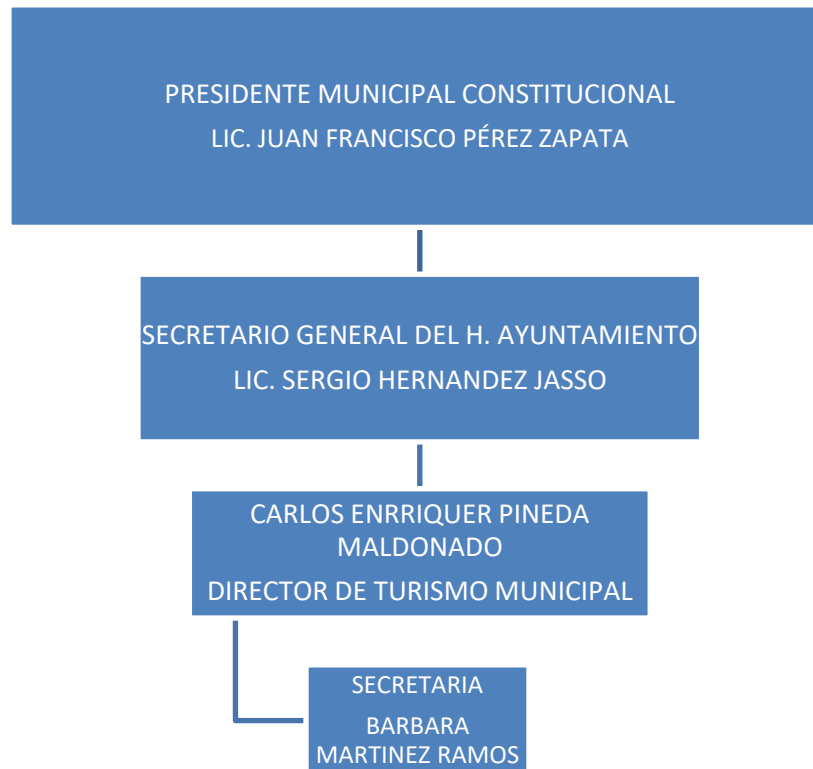 PRESIDENTE MUNICIPAL CONSTITUCIONAL
LIC. JUAN FRANCISCO PÉREZ ZAPATA
SECRETARIO GENERAL DEL H. AYUNTAMIENTO
LIC. SERGIO HERNANDEZ JASSO
CARLOS ENRRIQUER PINEDA
MALDONADO
DIRECTOR DE TURISMO MUNICIPAL
SECRETARIA
BARBARA
MARTINEZ RAMOS